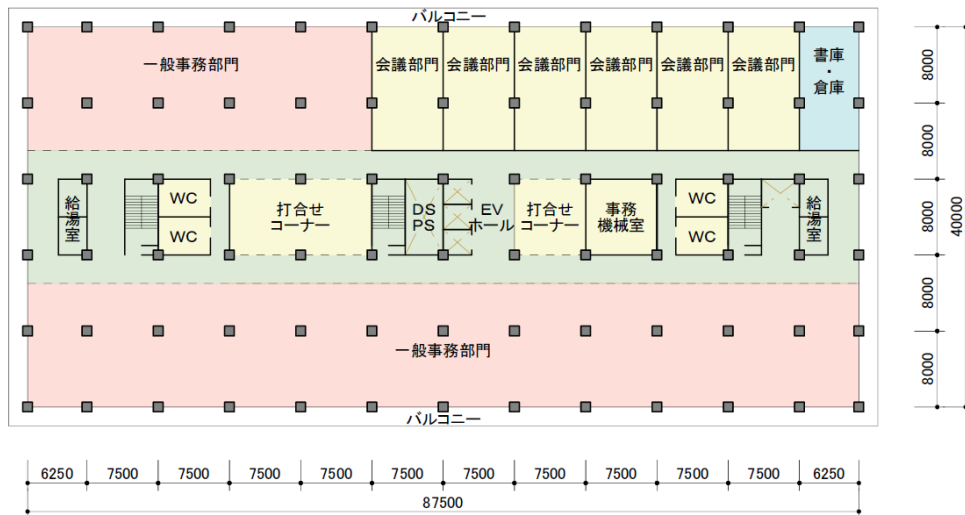 バルコニー
一般事務部門
会議部門
会議部門
会議部門
会議部門
会議部門
会議部門
書庫
・
倉庫
給
湯
室
WC
WC
打合せ
コーナー
DS
PS
EV
ホール
打合せ
コーナー
事務
機械室
WC
WC
給
湯
室
一般事務部門
バルコニー
8000
8000
8000
8000
8000
40000
6250
7500
7500
7500
7500
7500
7500
7500
7500
7500
7500
6250
87500